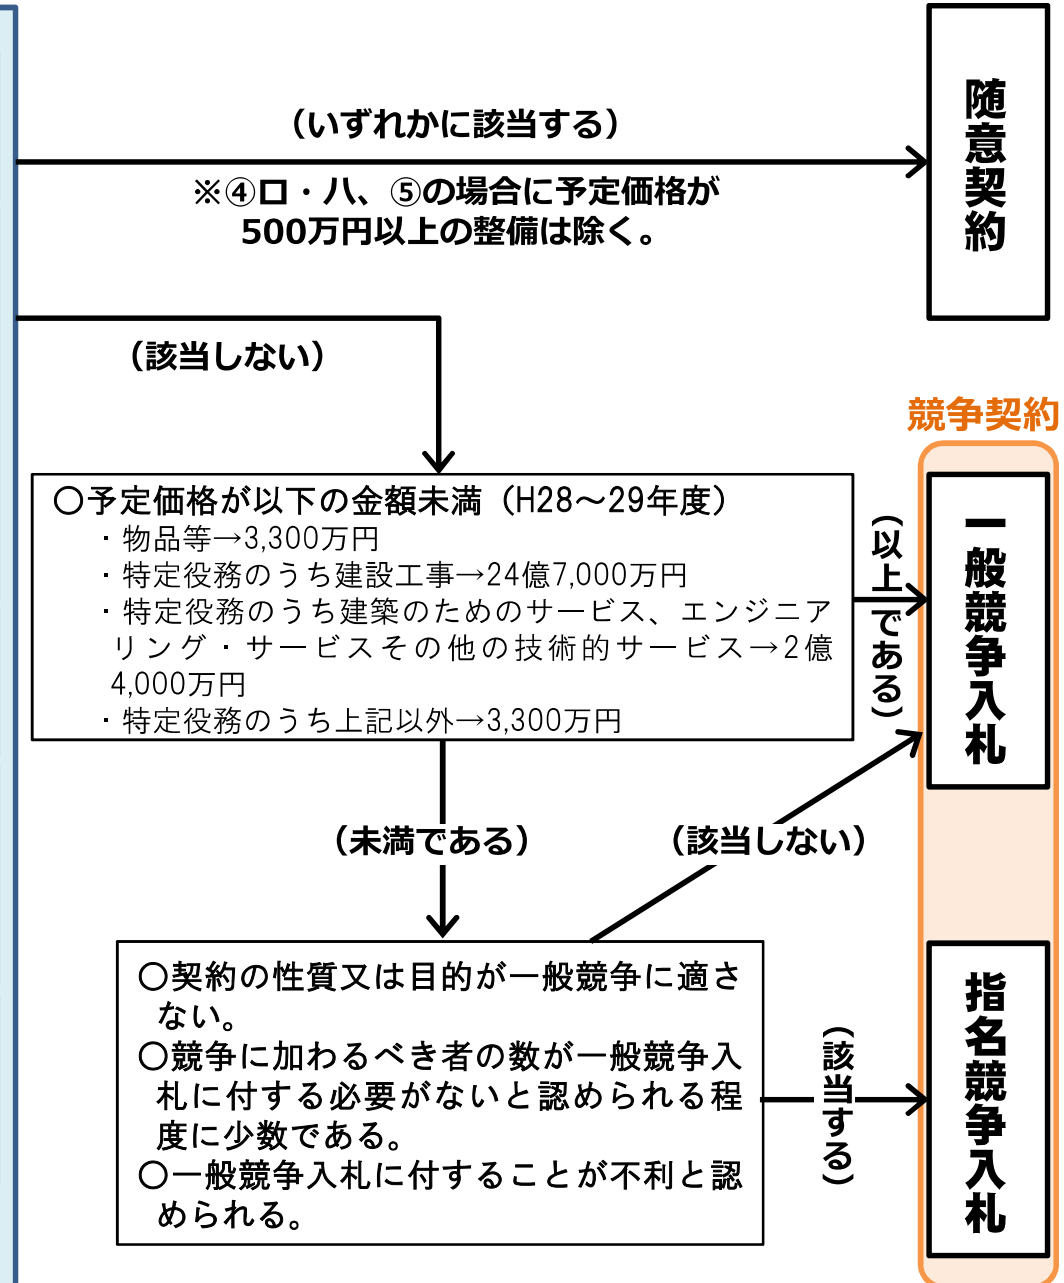 （いずれかに該当する）
※④ロ・ハ、⑤の場合に予定価格が
500万円以上の整備は除く。
随意契約
（該当しない）
競争契約
〇予定価格が以下の金額未満（H28～29年度）
・物品等→3,300万円
・特定役務のうち建設工事→24億7,000万円
・特定役務のうち建築のためのサービス、エンジニア
リング・サービスその他の技術的サービス→2億
4,000万円
・特定役務のうち上記以外→3,300万円
（以上である）
一般競争入札
（未満である）
（該当しない）
〇契約の性質又は目的が一般競争に適さ
ない。
〇競争に加わるべき者の数が一般競争入
札に付する必要がないと認められる程
度に少数である。
〇一般競争入札に付することが不利と認
められる。
（該当する）
指名競争入札